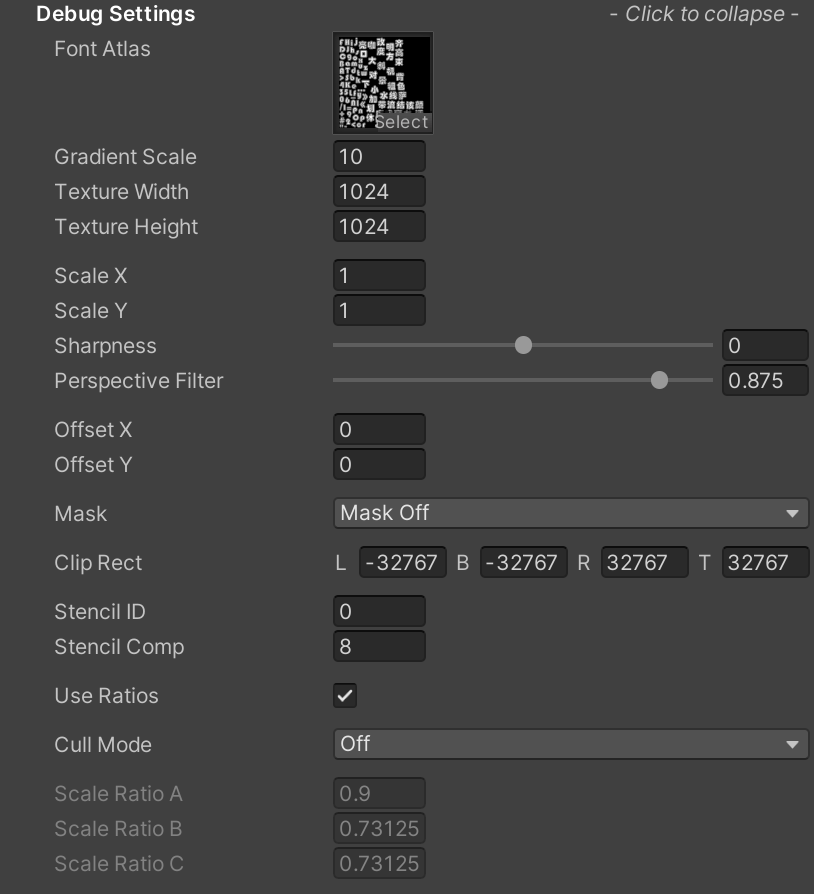 Debug Settings - Click to collapse -
Font Atlas
Select
Gradient Scale 10
Texture Width 1024
Texture Height 1024
Scale X 1
Scale Y 1
Sharpness 0
Perspective Filter 0.875
Offset X 0
Offset Y 0
Mask Mask Off
Clip Rect L -32767 B -32767 R 32767 T 32767
Stencil ID 0
Stencil Comp 8
Use Ratios
Cull Mode Off
Scale Ratio A 0.9
Scale Ratio B 0.73125
Scale Ratio C 0.73125